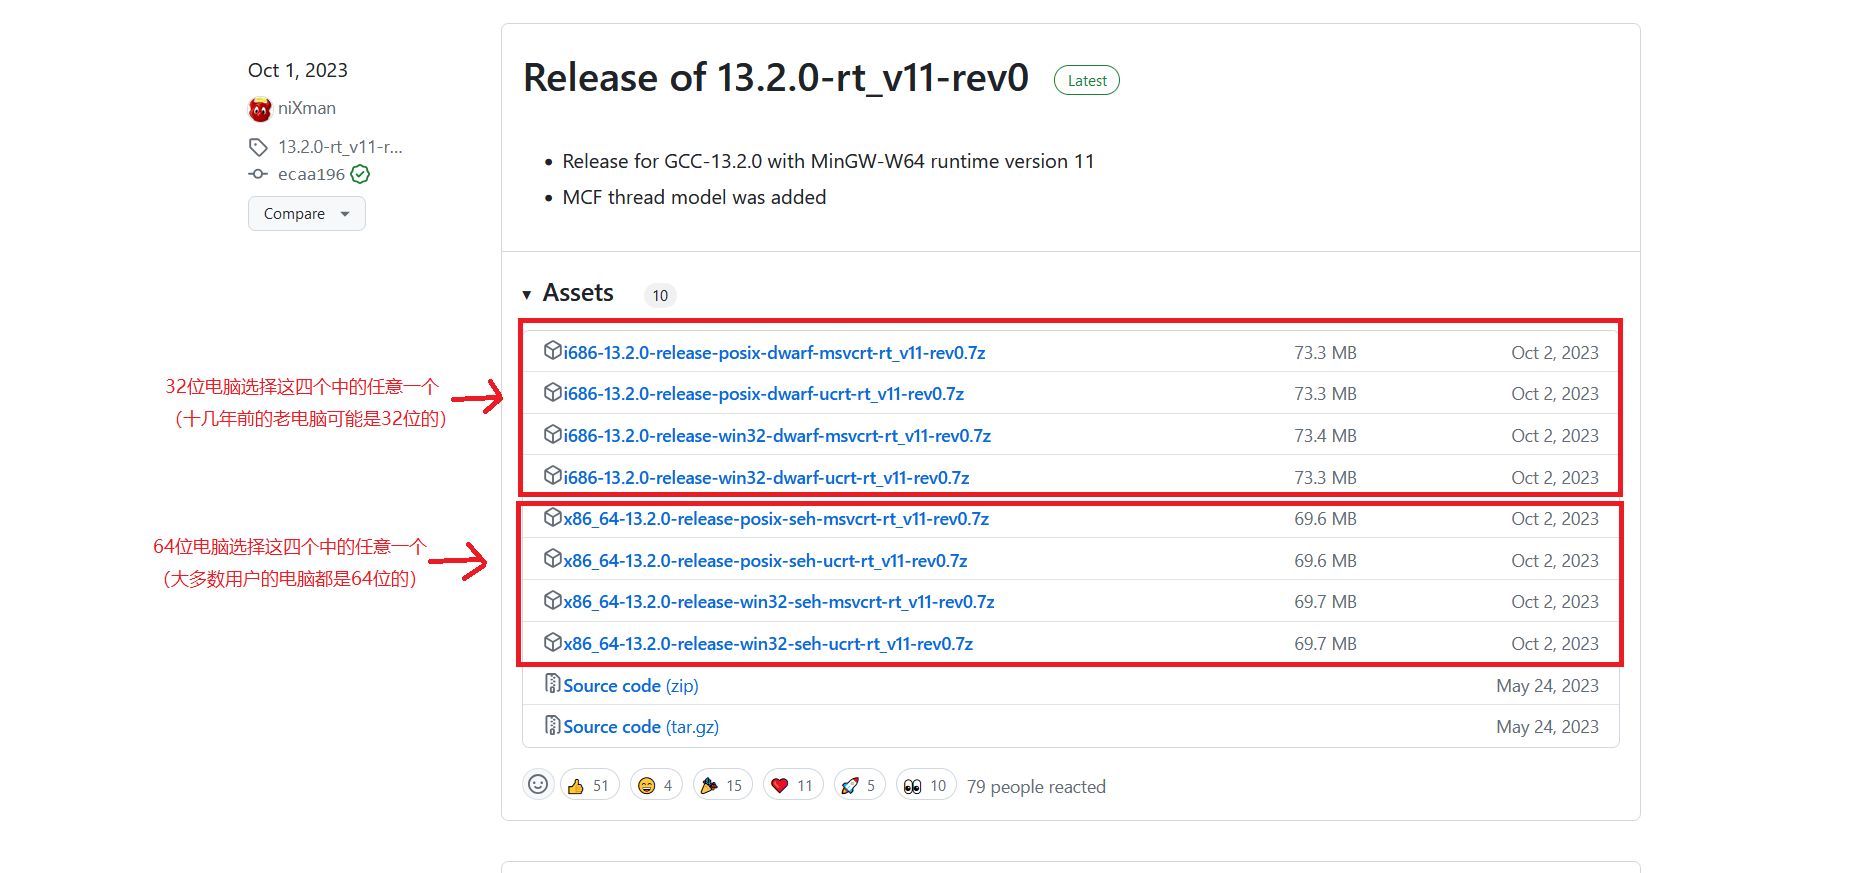 Oct 1, 2023
niXman
13.2.0-rt_v11-r...
ecaa196
Compare
Release of 13.2.0-rt_v11-rev0 Latest
Release for GCC-13.2.0 with MinGW-W64 runtime version 11
MCF thread model was added
Assets 10
i686-13.2.0-release-posix-dwarf-msvcrt-rt_v11-rev0.7z 73.3 MB Oct 2, 2023
i686-13.2.0-release-posix-dwarf-ucrt-rt_v11-rev0.7z 73.3 MB Oct 2, 2023
i686-13.2.0-release-win32-dwarf-msvcrt-rt_v11-rev0.7z 73.4 MB Oct 2, 2023
i686-13.2.0-release-win32-dwarf-ucrt-rt_v11-rev0.7z 73.3 MB Oct 2, 2023
32位电脑选择这四个中的任意一个
（十几年前的老电脑可能是32位的）
x86_64-13.2.0-release-posix-seh-msvcrt-rt_v11-rev0.7z 69.6 MB Oct 2, 2023
x86_64-13.2.0-release-posix-seh-ucrt-rt_v11-rev0.7z 69.6 MB Oct 2, 2023
x86_64-13.2.0-release-win32-seh-msvcrt-rt_v11-rev0.7z 69.7 MB Oct 2, 2023
x86_64-13.2.0-release-win32-seh-ucrt-rt_v11-rev0.7z 69.7 MB Oct 2, 2023
64位电脑选择这四个中的任意一个
（大多数用户的电脑都是64位的）
Source code (zip) May 24, 2023
Source code (tar.gz) May 24, 2023
51 4 15 11 5 10 79 people reacted